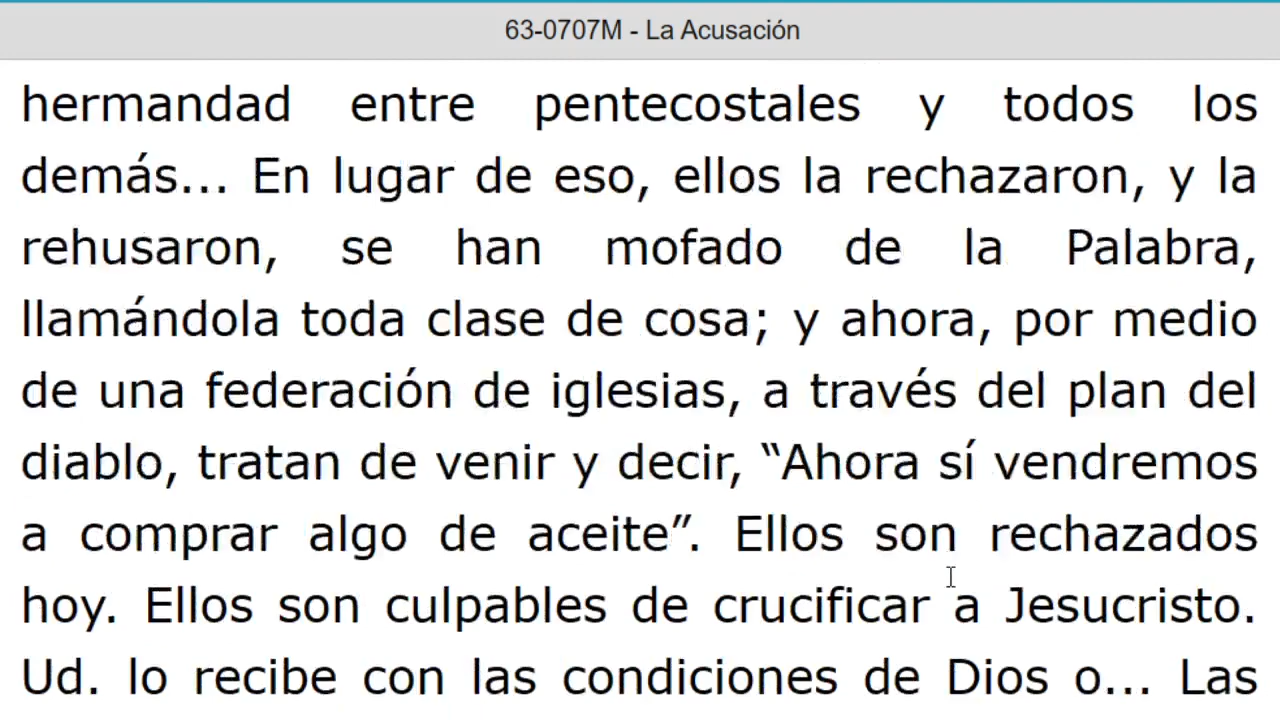 63-0707M - La Acusación
hermandad entre pentecostales y todos los
demás... En lugar de eso, ellos la rechazaron, y la
rehusaron, se han mofado de la Palabra,
llamándola toda clase de cosa; y ahora, por medio
de una federación de iglesias, a través del plan del
diablo, tratan de venir y decir, “Ahora sí vendremos
a comprar algo de aceite”. Ellos son rechazados
hoy. Ellos son culpables de crucificar a Jesucristo.
Ud. lo recibe con las condiciones de Dios o... Las